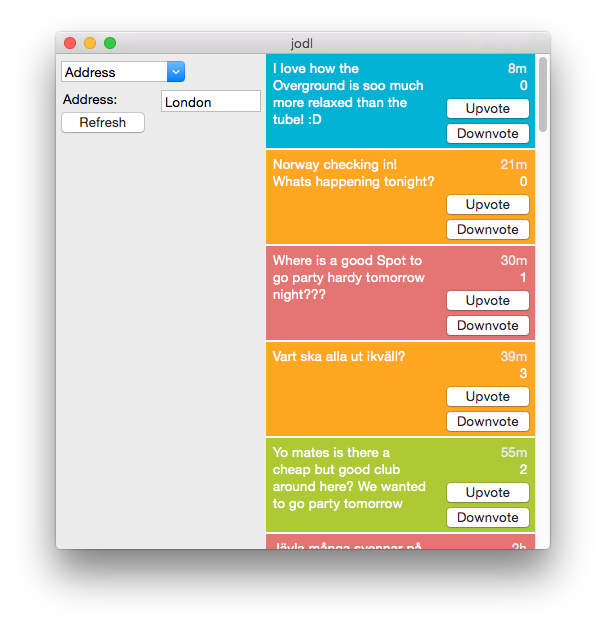 jodl
Address
Address:
London
Refresh
I love how the
Overground is soo much
more relaxed than the
tube! :D
8m
0
Upvote
Downvote
Norway checking in!
Whats happening tonight?
21m
0
Upvote
Downvote
Where is a good Spot to
go party hardy tomorrow
night???
30m
1
Upvote
Downvote
Vart ska alla ut ikväll?
39m
3
Upvote
Downvote
Yo mates is there a
cheap but good club
around here? We wanted
to go party tomorrow
55m
2
Upvote
Downvote
Jävla många svennar på
2h